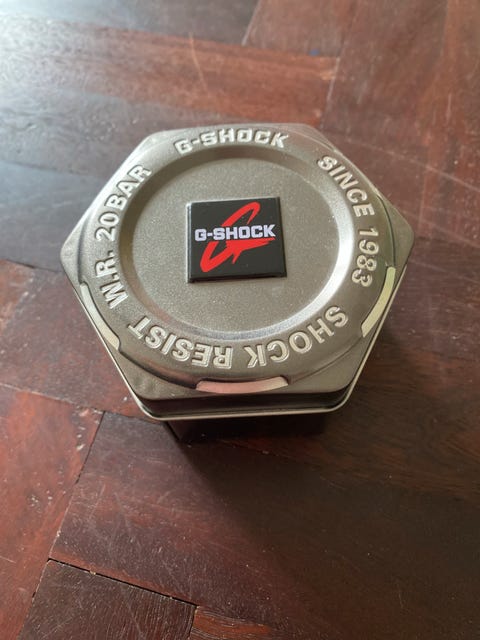 G-SHOCK
SINCE 1983
SHOCK RESIST
W.R. 20BAR
G-SHOCK